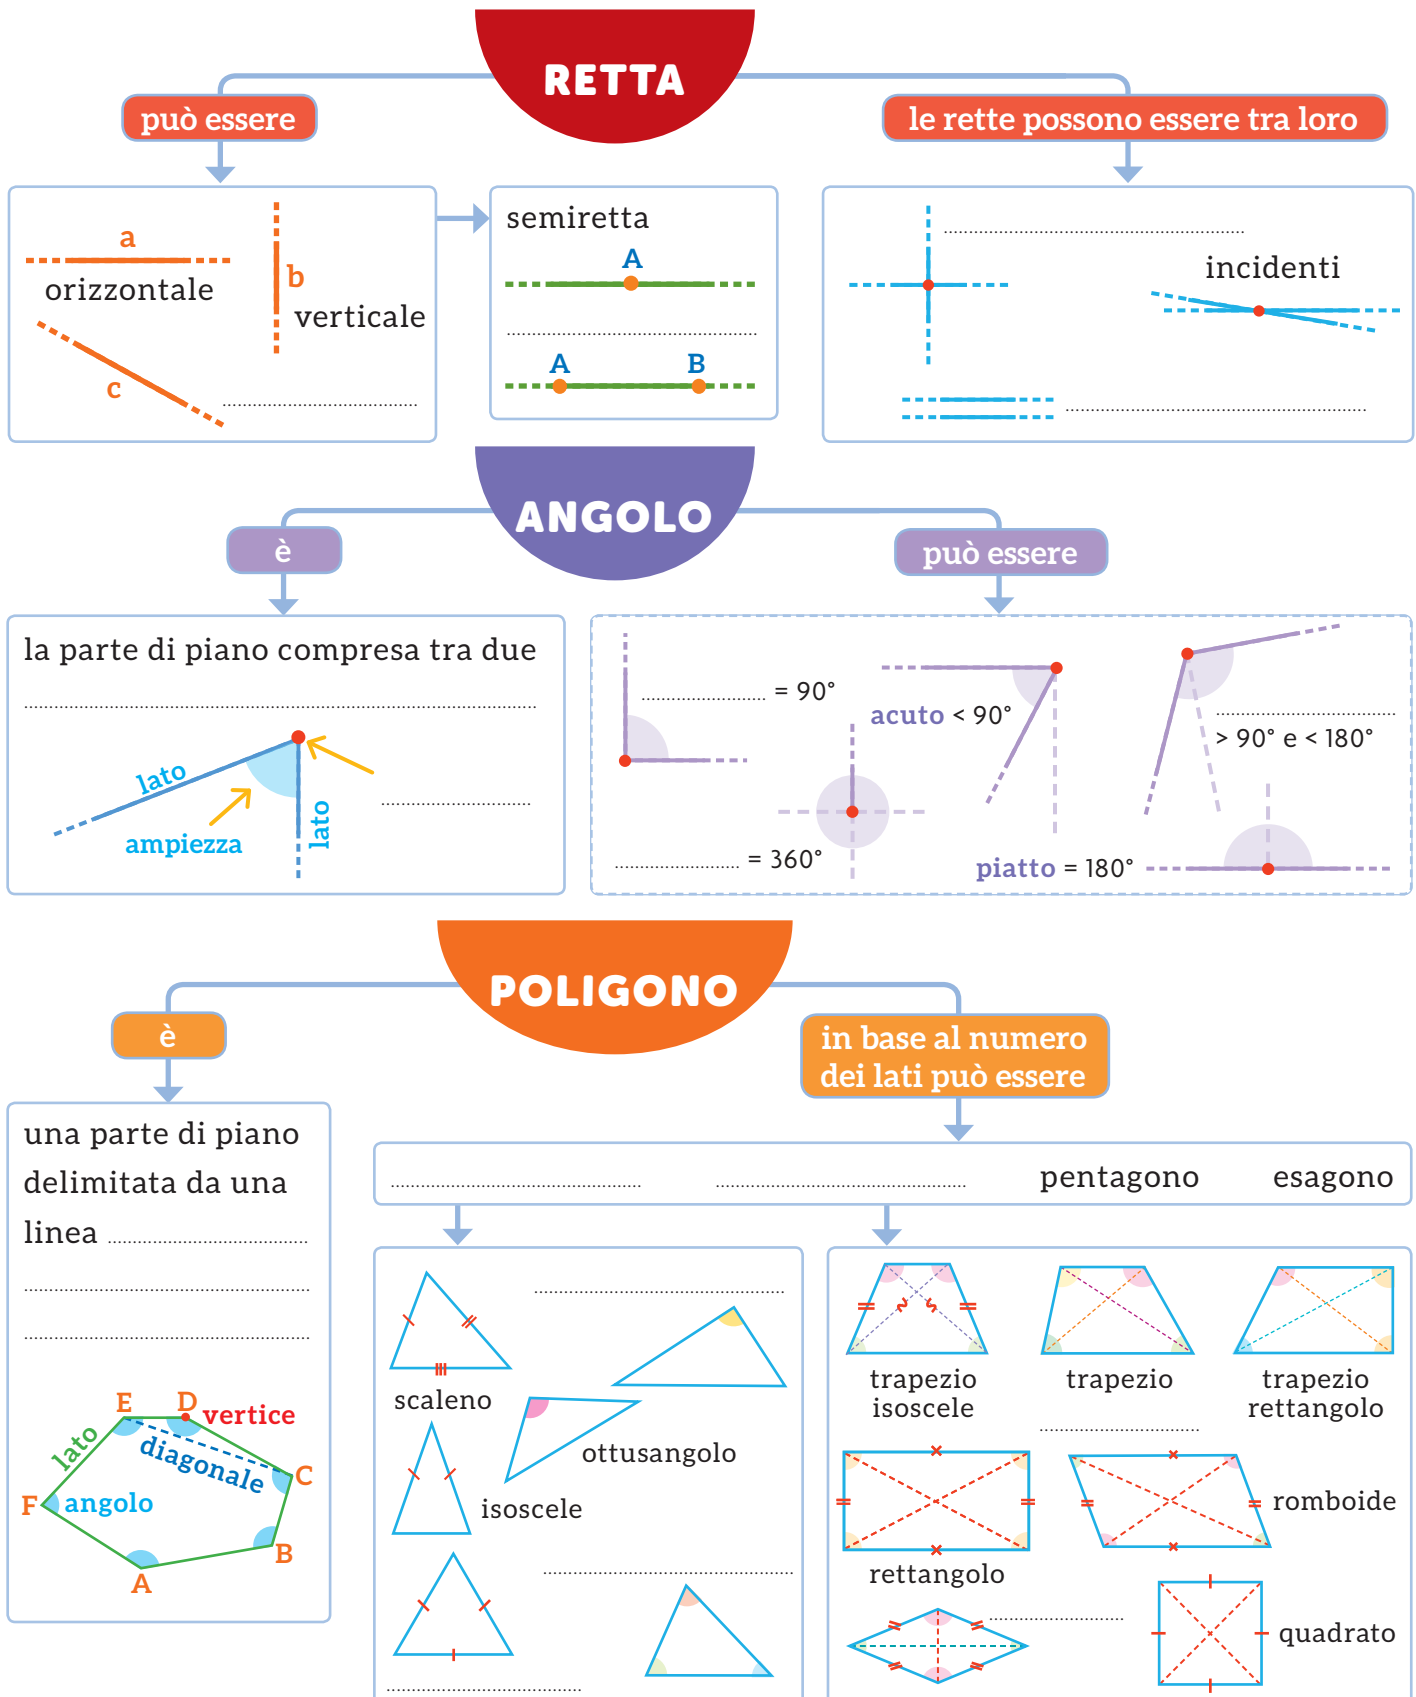 RETTA
può essere
le rette possono essere tra loro
a
orizzontale
b
verticale
c
semiretta
A
A B
incidenti
ANGOLO
è
può essere
la parte di piano compresa tra due
lato
ampiezza
lato
= 90°
acuto < 90°
> 90° e < 180°
= 360°
piatto = 180°
POLIGONO
è
in base al numero
dei lati può essere
una parte di piano
delimitata da una
linea
E
D
vertice
lato
diagonale
C
F
angolo
B
A
pentagono esagono
scaleno
ottusangolo
isoscele
trapezio
isoscele
trapezio
trapezio
rettangolo
romboide
rettangolo
quadrato